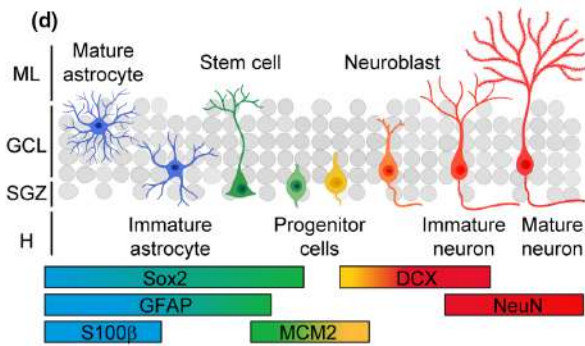 (d)
Mature
astrocyte
Stem cell
Neuroblast
ML
GCL
SGZ
H
Immature
astrocyte
Progenitor
cells
Immature
neuron
Mature
neuron
Sox2
DCX
GFAP
NeuN
S100β
MCM2